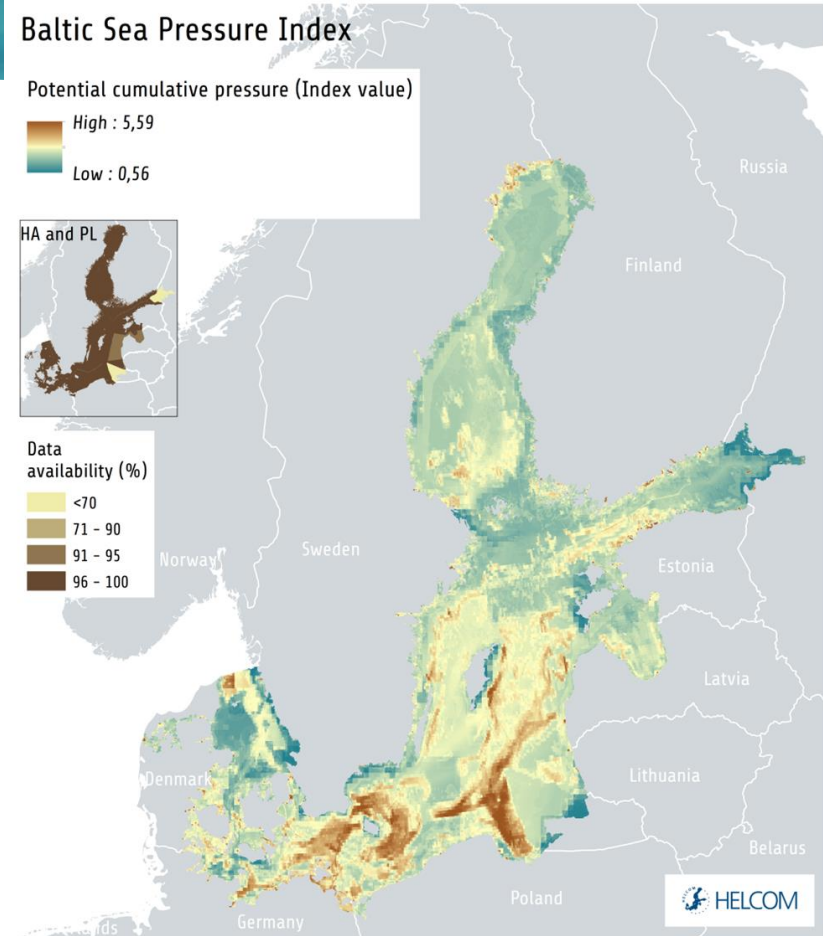 Baltic Sea Pressure Index
Potential cumulative pressure (Index value)
High : 5,59
Low : 0,56
HA and PL
Data
availability (%)
<70
71 - 90
91 - 95
96 - 100
Russia
Finland
Norway
Sweden
Estonia
Latvia
Denmark
Lithuania
Belarus
Poland
Germany
HELCOM